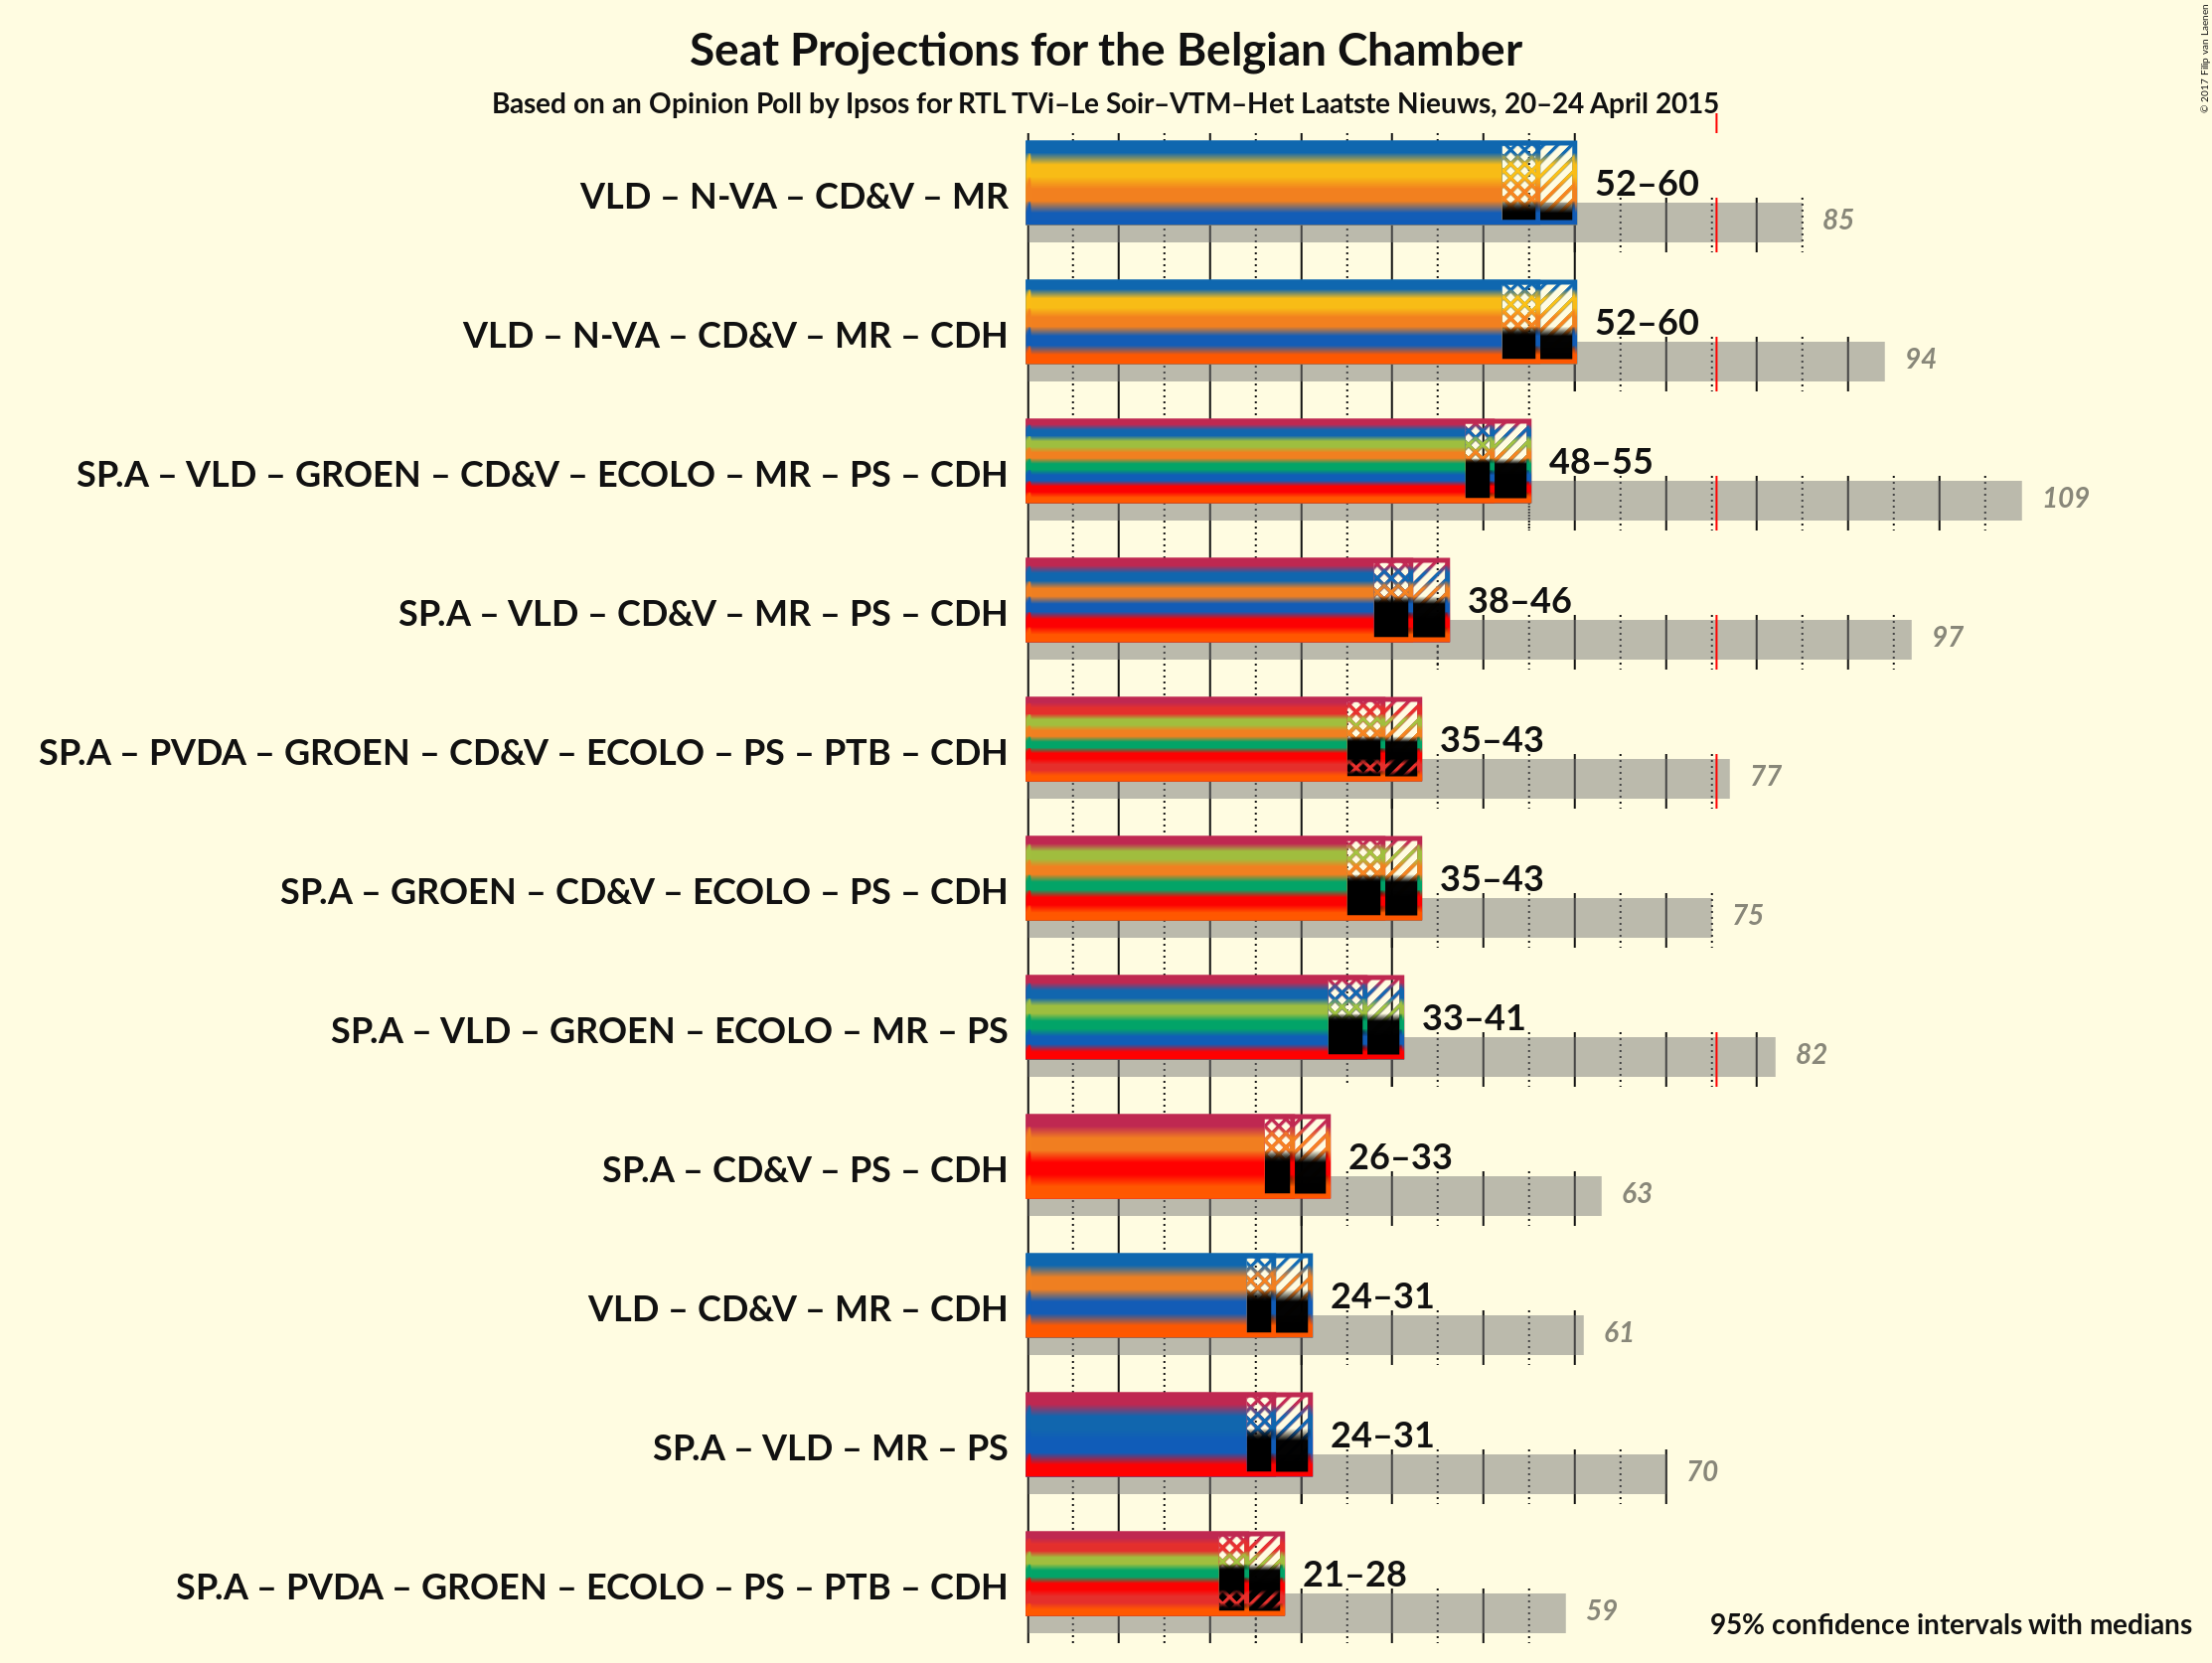 Seat Projections for the Belgian Chamber
Based on an Opinion Poll by Ipsos for RTL TVi–Le Soir–VTM–Het Laatste Nieuws, 20–24 April 2015
© 2017 Filip van Laenen
VLD – N-VA – CD&V – MR
52–60
85
VLD – N-VA – CD&V – MR – CDH
52–60
94
SP.A – VLD – GROEN – CD&V – ECOLO – MR – PS – CDH
48–55
109
SP.A – VLD – CD&V – MR – PS – CDH
38–46
97
SP.A – PVDA – GROEN – CD&V – ECOLO – PS – PTB – CDH
35–43
77
SP.A – GROEN – CD&V – ECOLO – PS – CDH
35–43
75
SP.A – VLD – GROEN – ECOLO – MR – PS
33–41
82
SP.A – CD&V – PS – CDH
26–33
63
VLD – CD&V – MR – CDH
24–31
61
SP.A – VLD – MR – PS
24–31
70
SP.A – PVDA – GROEN – ECOLO – PS – PTB – CDH
21–28
59
95% confidence intervals with medians